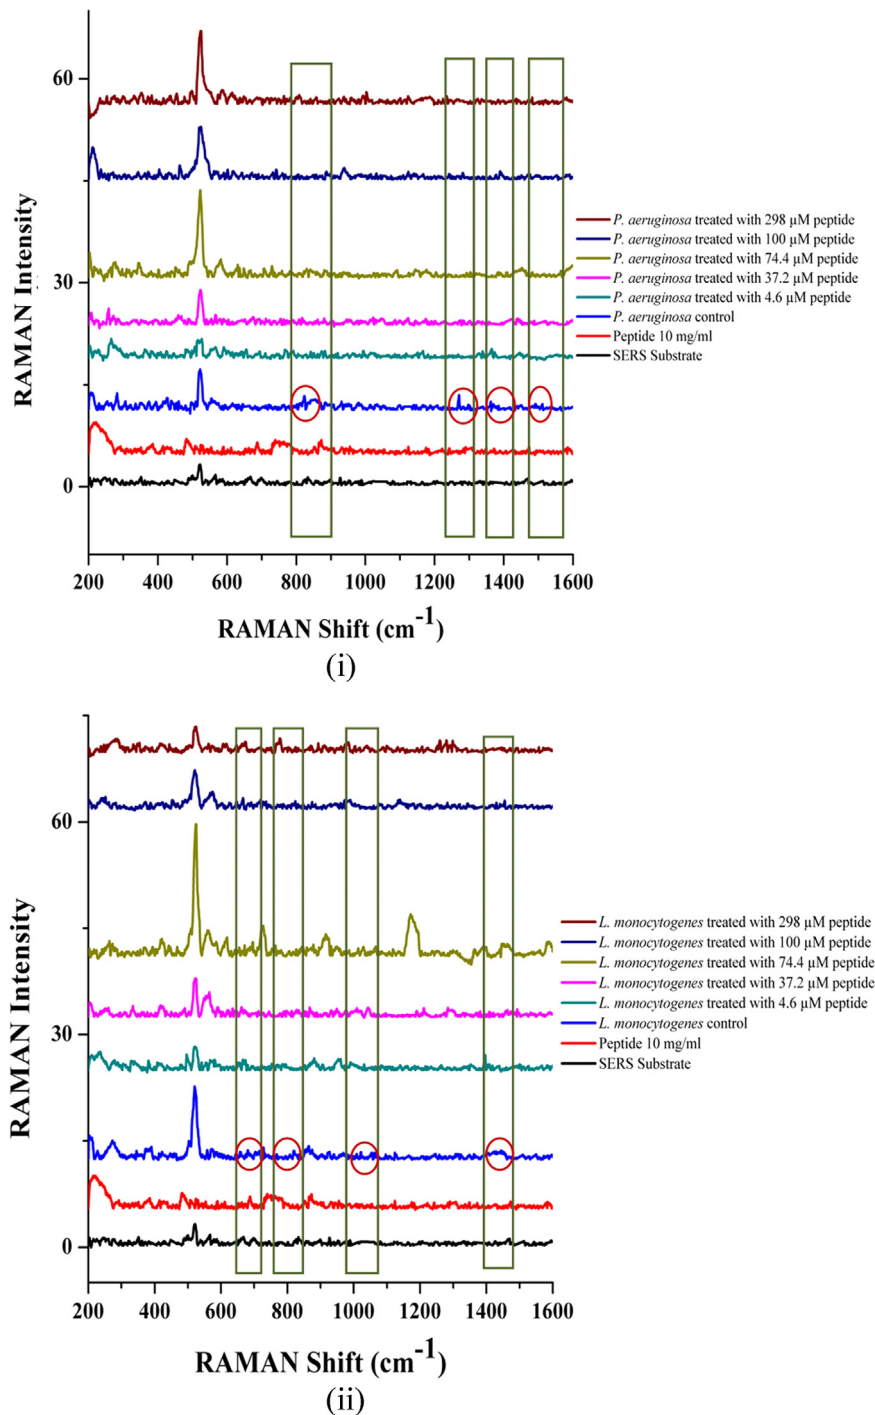 60
30
0
RAMAN Intensity
P. aeruginosa treated with 298 µM peptide
P. aeruginosa treated with 100 µM peptide
P. aeruginosa treated with 74.4 µM peptide
P. aeruginosa treated with 37.2 µM peptide
P. aeruginosa treated with 4.6 µM peptide
P. aeruginosa control
Peptide 10 mg/ml
SERS Substrate
200 400 600 800 1000 1200 1400 1600
RAMAN Shift (cm-1)
(i)
60
30
0
RAMAN Intensity
L. monocytogenes treated with 298 µM peptide
L. monocytogenes treated with 100 µM peptide
L. monocytogenes treated with 74.4 µM peptide
L. monocytogenes treated with 37.2 µM peptide
L. monocytogenes treated with 4.6 µM peptide
L. monocytogenes control
Peptide 10 mg/ml
SERS Substrate
200 400 600 800 1000 1200 1400 1600
RAMAN Shift (cm-1)
(ii)